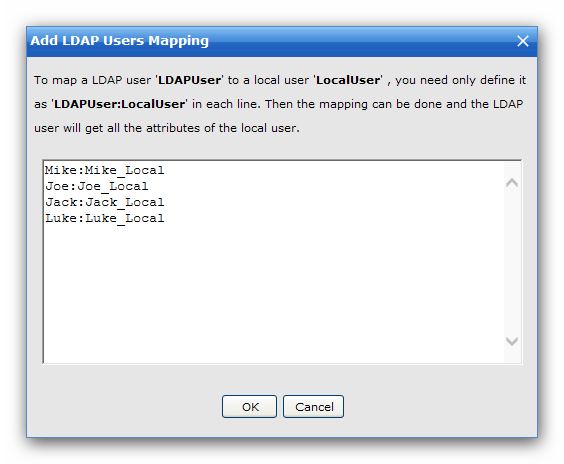 Add LDAP Users Mapping
To map a LDAP user 'LDAPUser' to a local user 'LocalUser' , you need only define it
as 'LDAPUser:LocalUser' in each line. Then the mapping can be done and the LDAP
user will get all the attributes of the local user.
Mike:Mike_Local
Joe:Joe_Local
Jack:Jack_Local
Luke:Luke_Local
OK Cancel